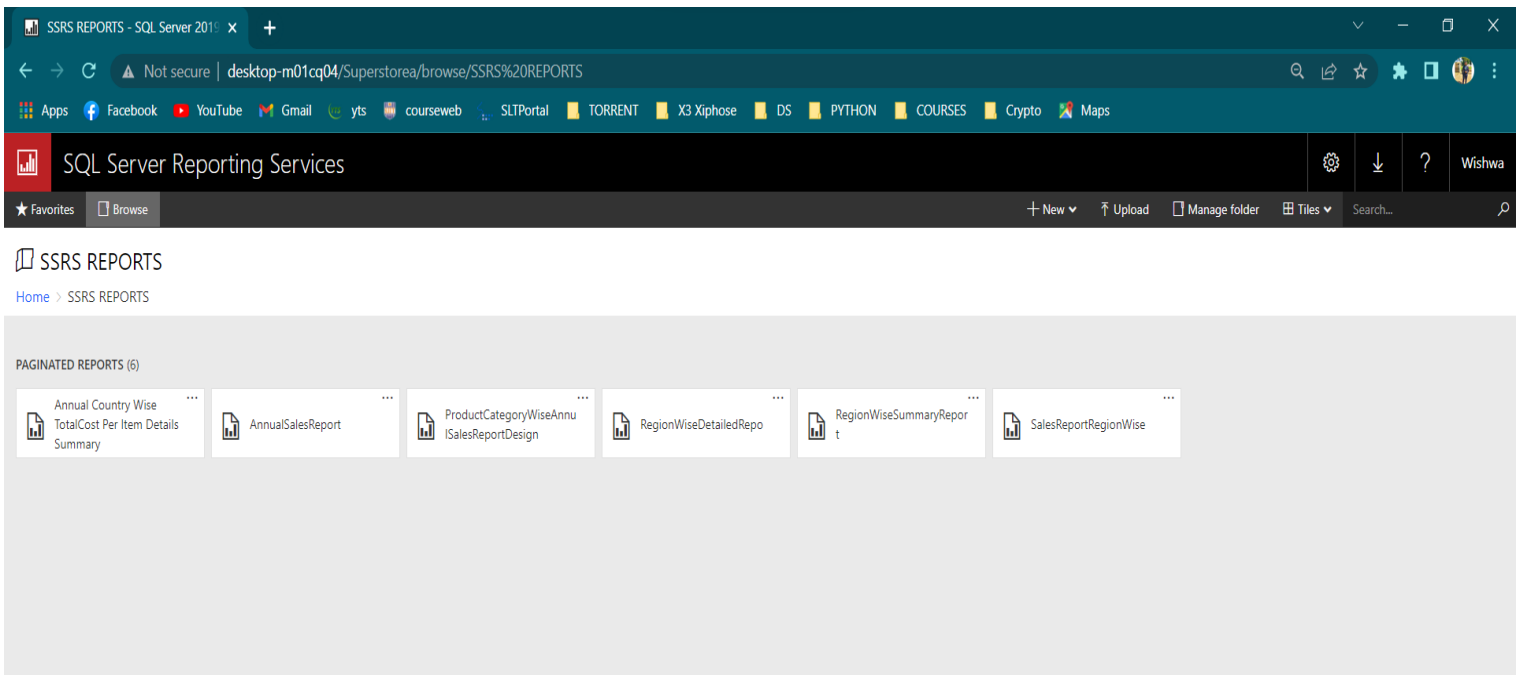 SSRS REPORTS - SQL Server 2019
Not secure | desktop-m01cq04/Superstorea/browse/SSRS%20REPORTS
Apps Facebook YouTube Gmail yts courseweb SLTPortal TORRENT X3 Xiphose DS PYTHON COURSES Crypto Maps
SQL Server Reporting Services ? Wishwa
Favorites Browse + New Upload Manage folder Tiles Search...
SSRS REPORTS
Home > SSRS REPORTS
PAGINATED REPORTS (6)
Annual Country Wise
TotalCost Per Item Details
Summary
AnnualSalesReport
ProductCategoryWiseAnnu
lSalesReportDesign
RegionWiseDetailedRepo
RegionWiseSummaryRepor
t
SalesReportRegionWise